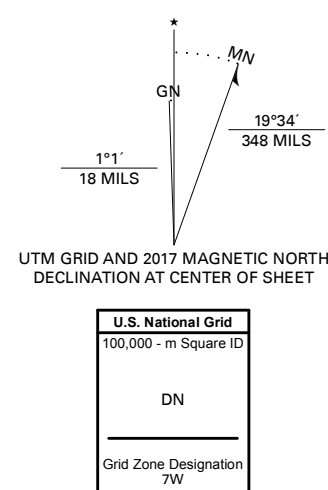 ★
MN
GN
19°34´
348 MILS
1°1´
18 MILS
UTM GRID AND 2017 MAGNETIC NORTH
DECLINATION AT CENTER OF SHEET
U.S. National Grid
100,000 - m Square ID
DN
Grid Zone Designation
7W